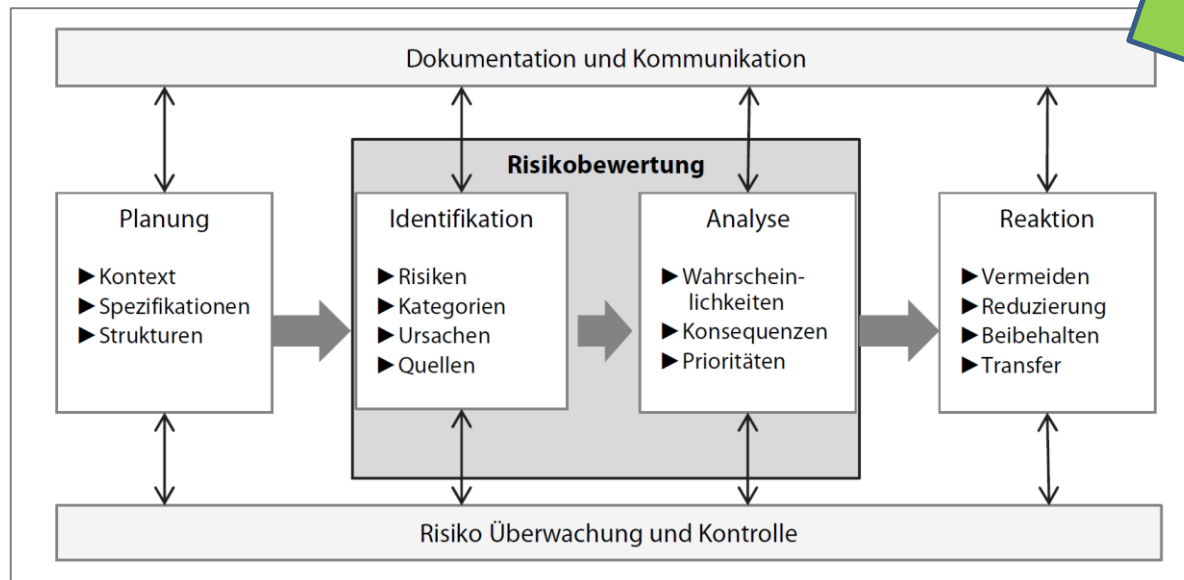 Dokumentation und Kommunikation
Risikobewertung
Planung
► Kontext
► Spezifikationen
► Strukturen
Identifikation
► Risiken
► Kategorien
► Ursachen
► Quellen
Analyse
► Wahrschein-
lichkeiten
► Konsequenzen
► Prioritäten
Reaktion
► Vermeiden
► Reduzierung
► Beibehalten
► Transfer
Risiko Überwachung und Kontrolle